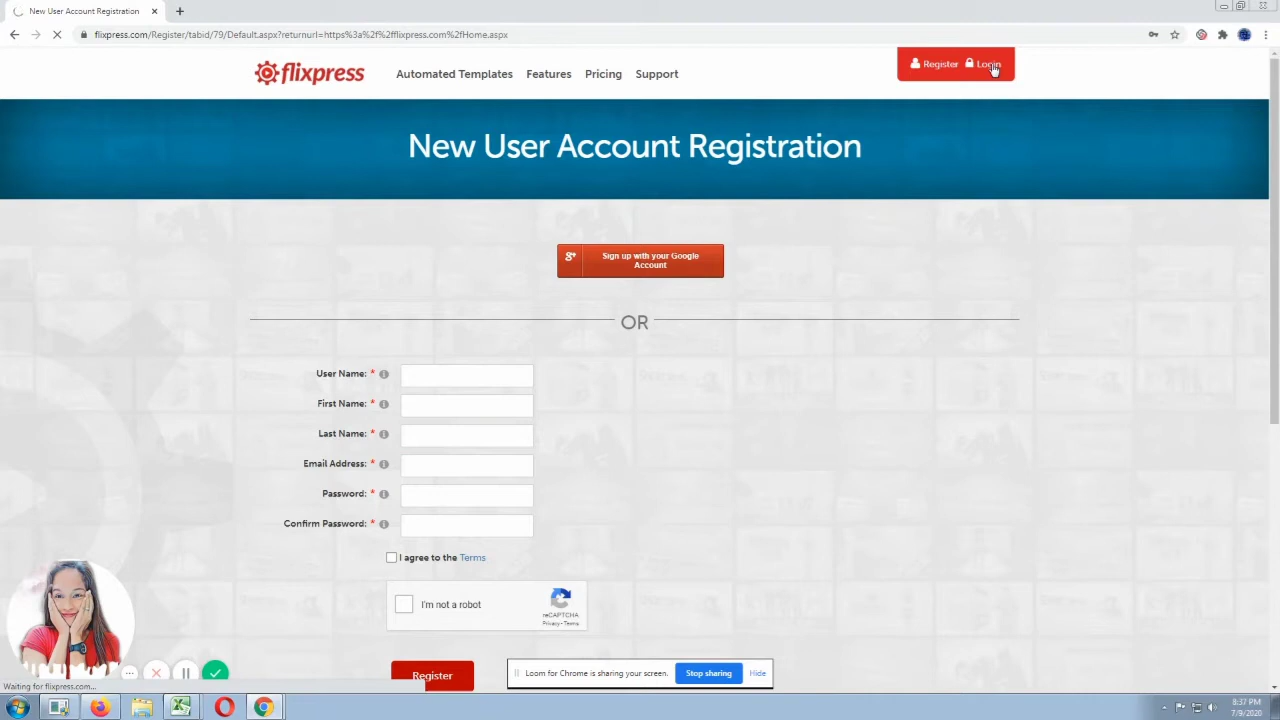 New User Account Registration
flixpress.com/Register/tabid/79/Default.aspx?returnurl=https%3a%2f%2fflixpress.com%2fHome.aspx
flixpress
Automated Templates
Features
Pricing
Support
Register
Login
New User Account Registration
Sign up with your Google
Account
OR
User Name: *
First Name: *
Last Name: *
Email Address: *
Password: *
Confirm Password: *
I agree to the Terms
I'm not a robot
reCAPTCHA
Privacy - Terms
Register
Loom for Chrome is sharing your screen.
Stop sharing
Hide
Waiting for flixpress.com...
8:37 PM
7/9/2020